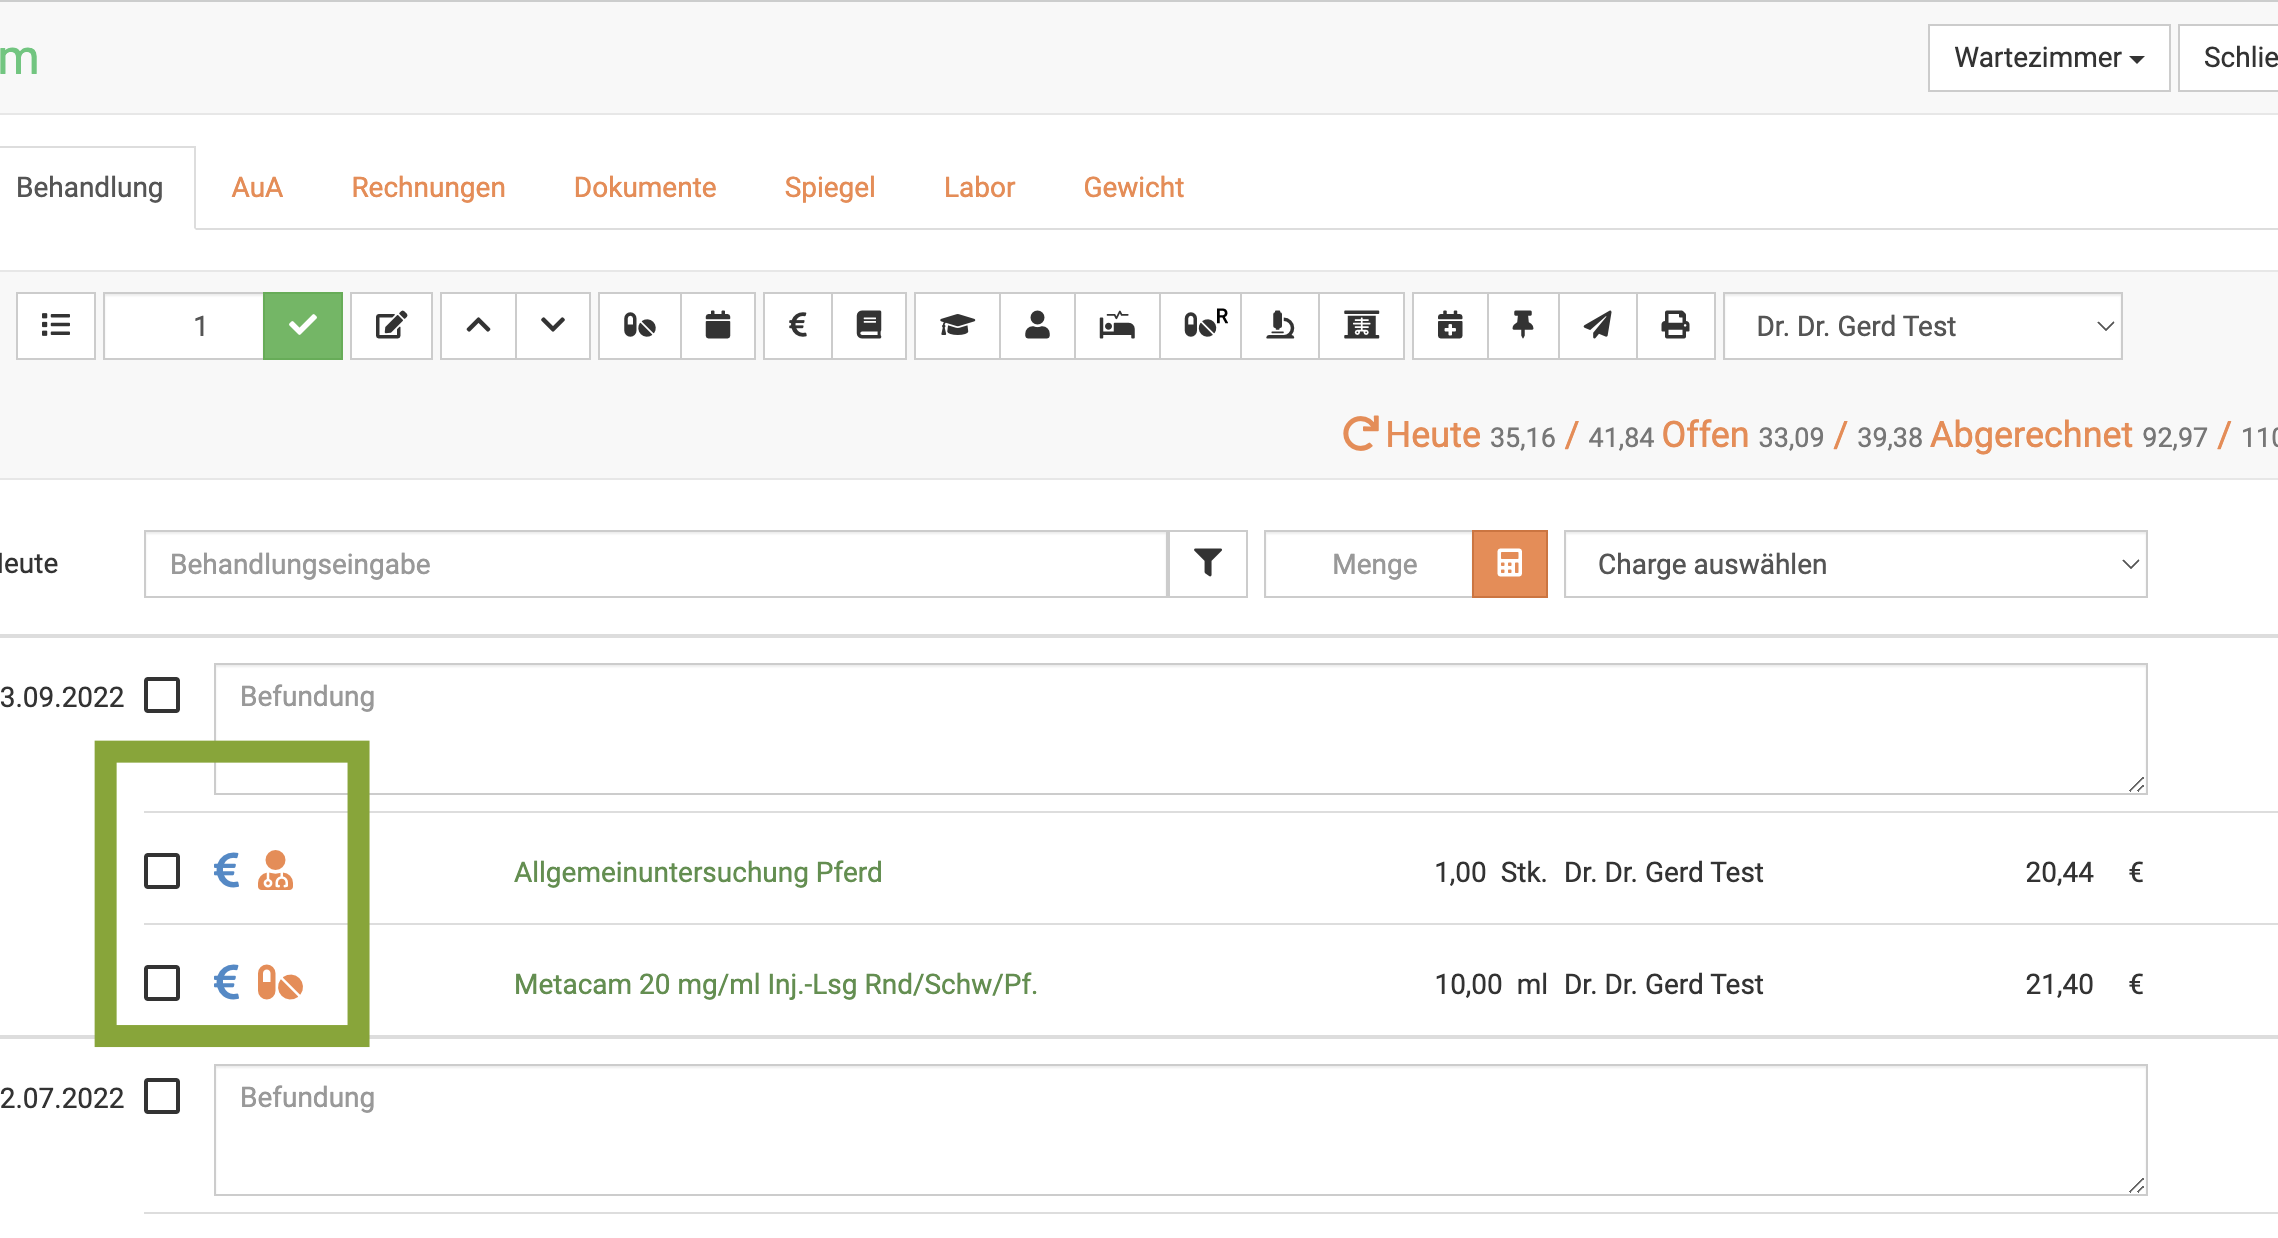 m
Wartezimmer Schlie
Behandlung AuA Rechnungen Dokumente Spiegel Labor Gewicht
1 € R Dr. Dr. Gerd Test
Heute 35,16 / 41,84 Offen 33,09 / 39,38 Abgerechnet 92,97 / 110
Heute Behandlungseingabe Menge Charge auswählen
3.09.2022 Befundung
€ Allgemeinuntersuchung Pferd 1,00 Stk. Dr. Dr. Gerd Test 20,44 €
€ Metacam 20 mg/ml Inj.-Lsg Rnd/Schw/Pf. 10,00 ml Dr. Dr. Gerd Test 21,40 €
2.07.2022 Befundung